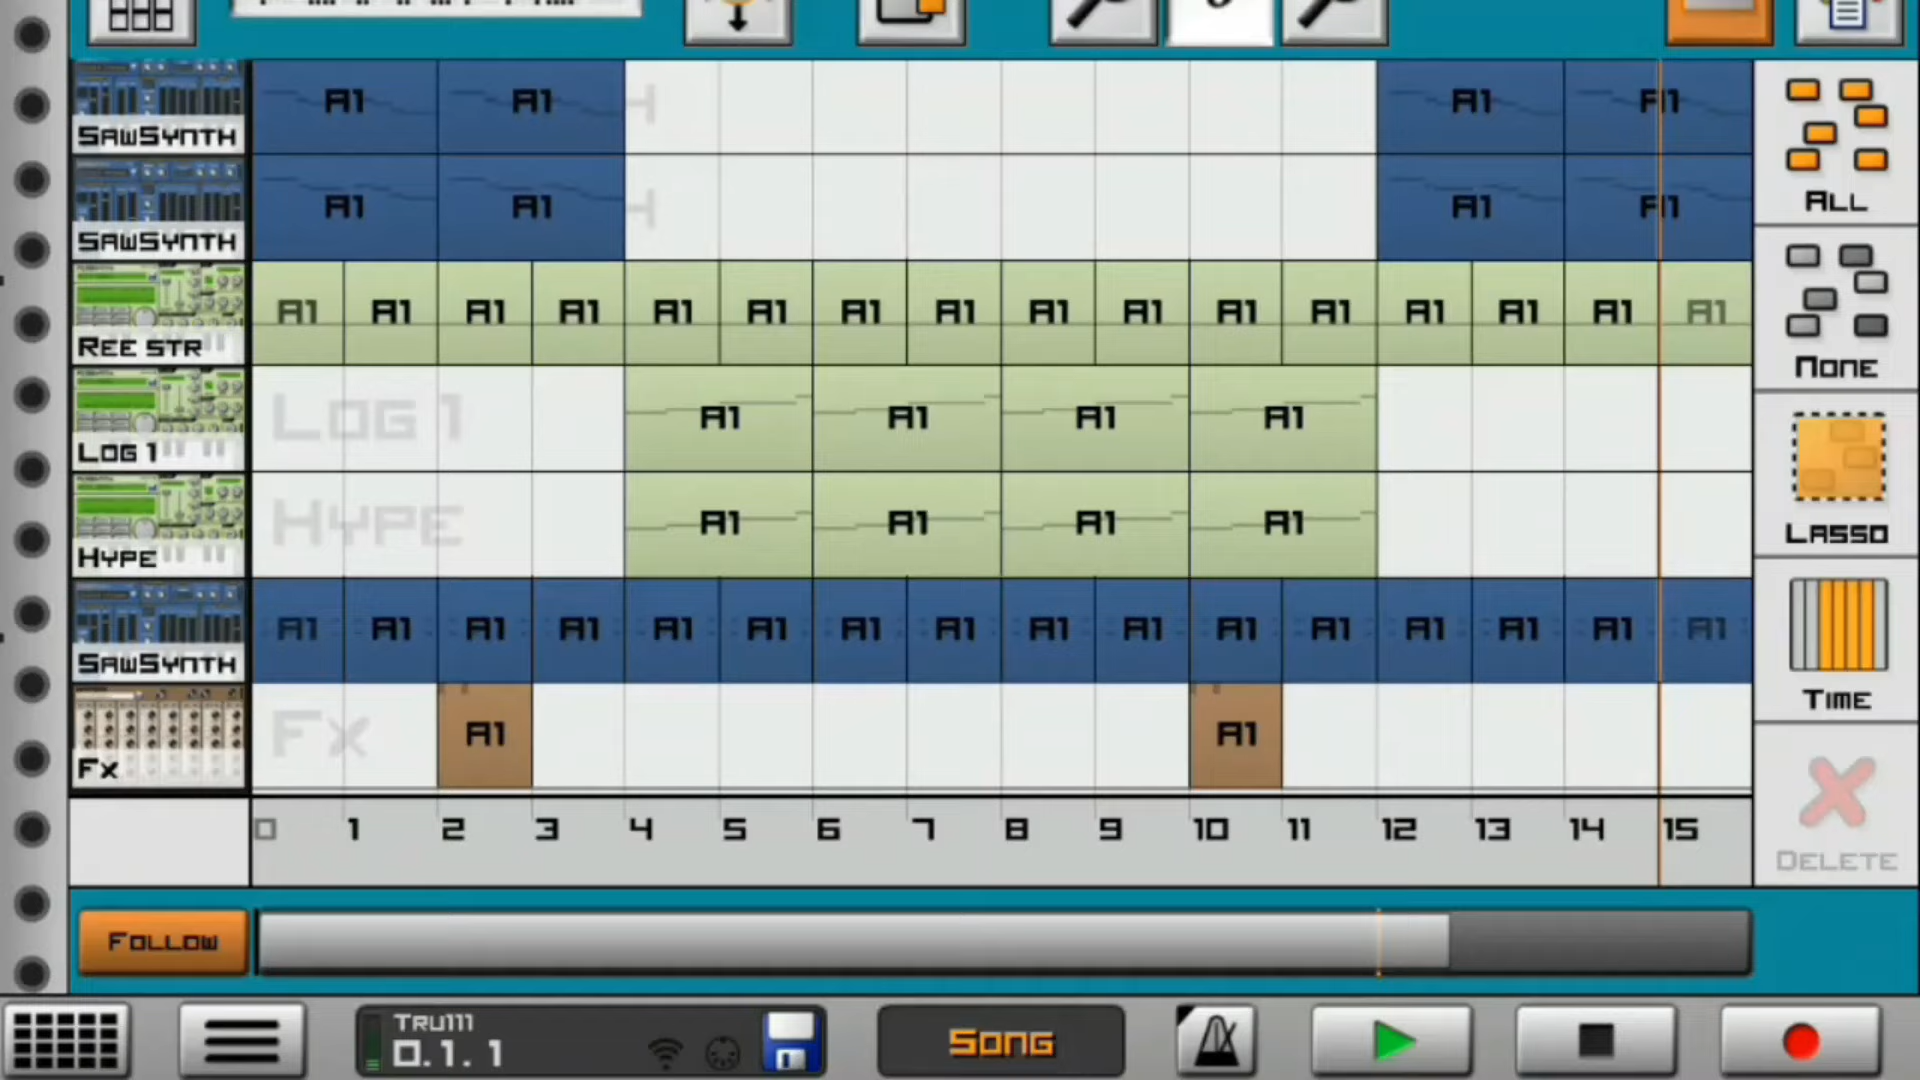 SawSynth A1 A1 A1 A1
All
SawSynth A1 A1 A1 A1
Ree str A1 A1 A1 A1 A1 A1 A1 A1 A1 A1 A1 A1 A1 A1 A1 A1
None
Log 1 Log 1 A1 A1 A1 A1
Hype Hype A1 A1 A1 A1
Lasso
SawSynth A1 A1 A1 A1 A1 A1 A1 A1 A1 A1 A1 A1 A1 A1 A1 A1
Time
Fx Fx A1 A1
0 1 2 3 4 5 6 7 8 9 10 11 12 13 14 15
Delete
Follow
Tru111
0.1. 1
Song